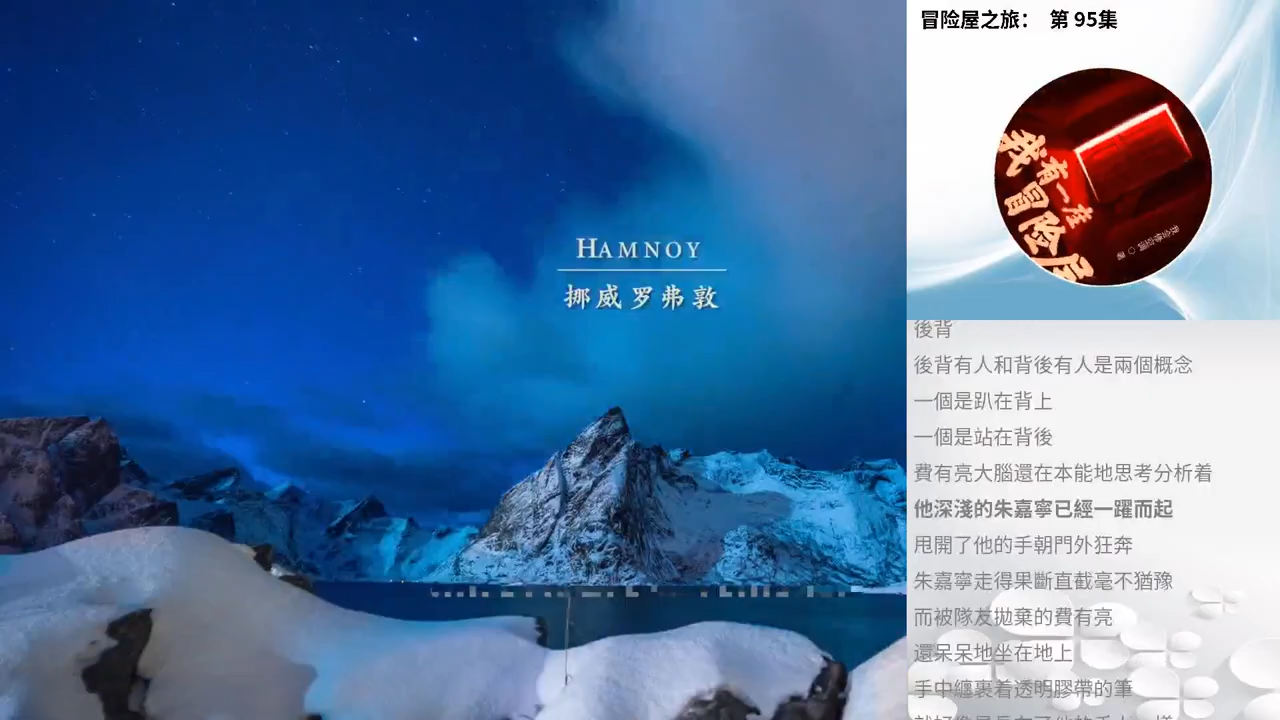 HAMNOY
挪威罗弗敦
冒险屋之旅： 第 95集
我有一座
冒险屋
後背
後背有人和背後有人是兩個概念
一個是趴在背上
一個是站在背後
費有亮大腦還在本能地思考分析着
他深淺的朱嘉寧已經一躍而起
甩開了他的手朝門外狂奔
朱嘉寧走得果斷直截毫不猶豫
而被隊友拋棄的費有亮
還呆呆地坐在地上
手中纏裹着透明膠帶的筆